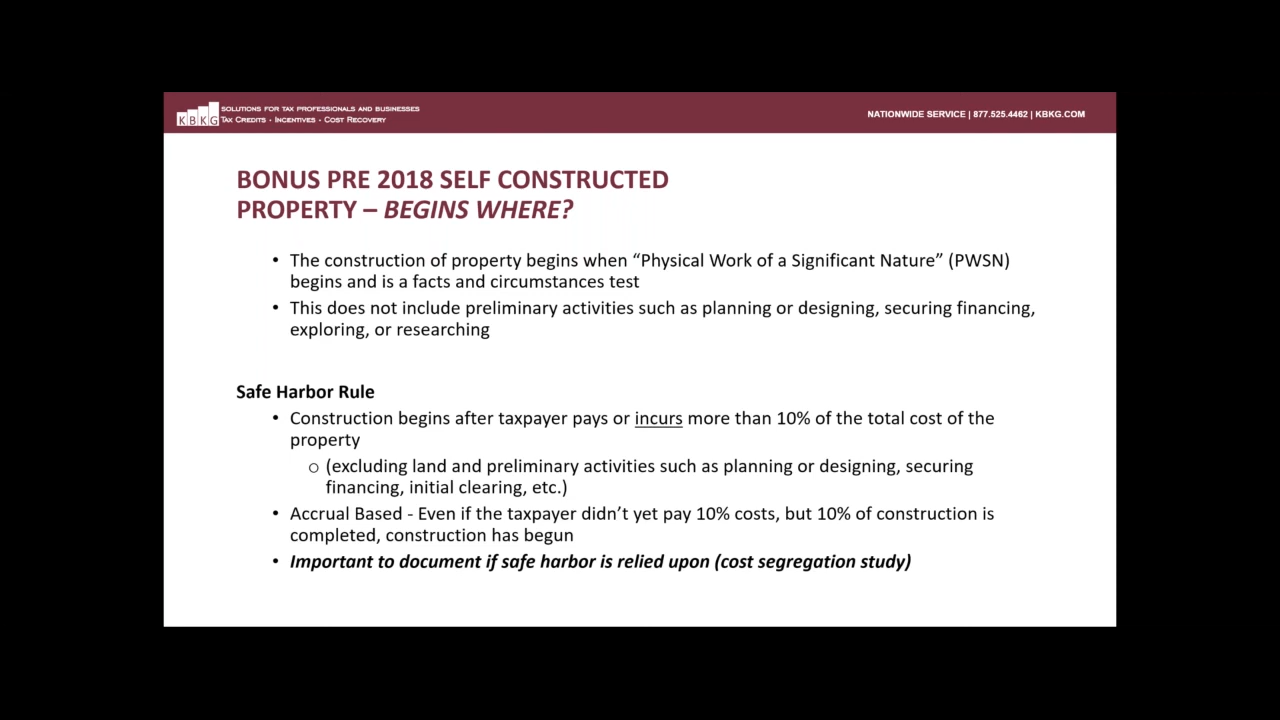 KBKG
SOLUTIONS FOR TAX PROFESSIONALS AND BUSINESSES
TAX CREDITS · INCENTIVES · COST RECOVERY
NATIONWIDE SERVICE | 877.525.4462 | KBKG.COM
BONUS PRE 2018 SELF CONSTRUCTED
PROPERTY – BEGINS WHERE?
• The construction of property begins when “Physical Work of a Significant Nature” (PWSN)
begins and is a facts and circumstances test
• This does not include preliminary activities such as planning or designing, securing financing,
exploring, or researching
Safe Harbor Rule
• Construction begins after taxpayer pays or incurs more than 10% of the total cost of the
property
o (excluding land and preliminary activities such as planning or designing, securing
financing, initial clearing, etc.)
• Accrual Based - Even if the taxpayer didn’t yet pay 10% costs, but 10% of construction is
completed, construction has begun
• Important to document if safe harbor is relied upon (cost segregation study)